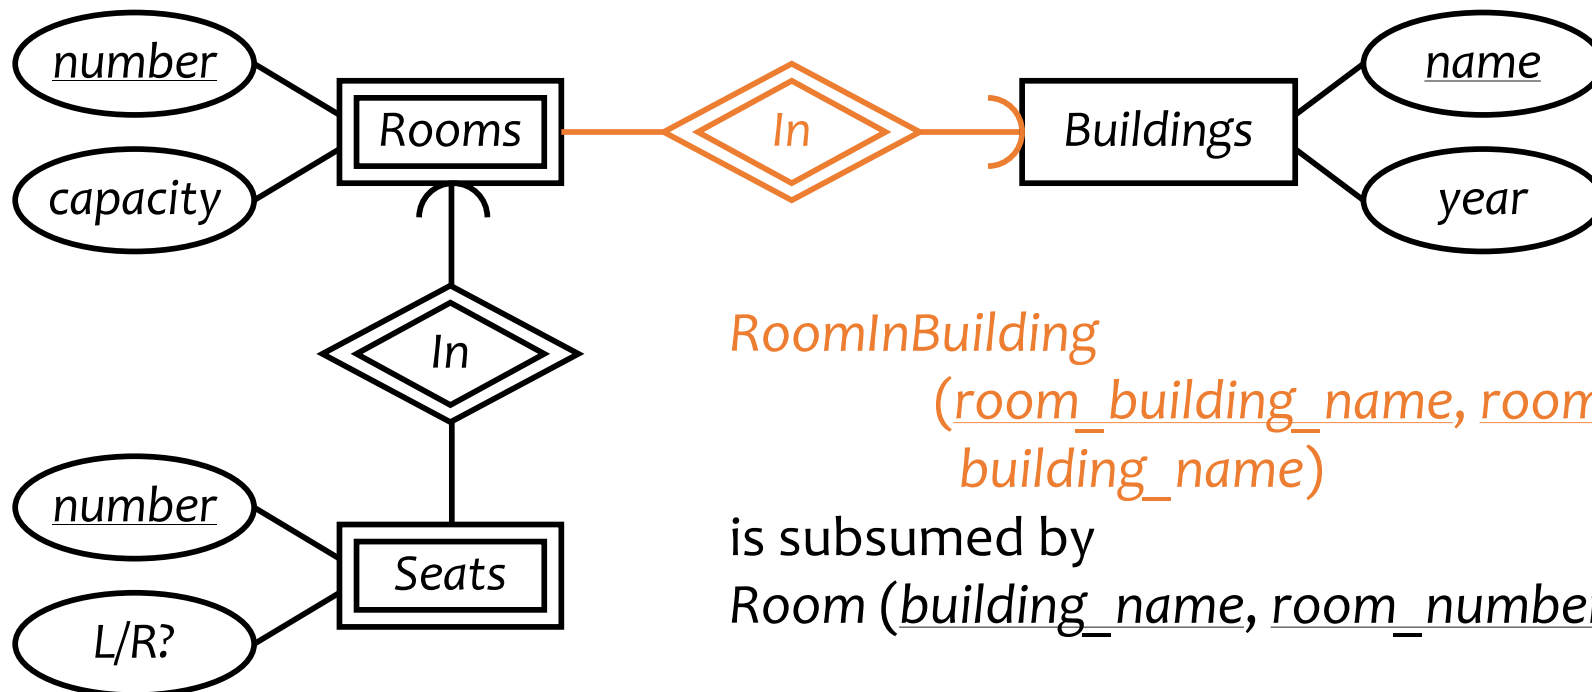 number
Rooms
In
Buildings
name
capacity
year
In
number
Seats
L/R?
RoomInBuilding
(room_building_name, room
building_name)
is subsumed by
Room (building_name, room_number